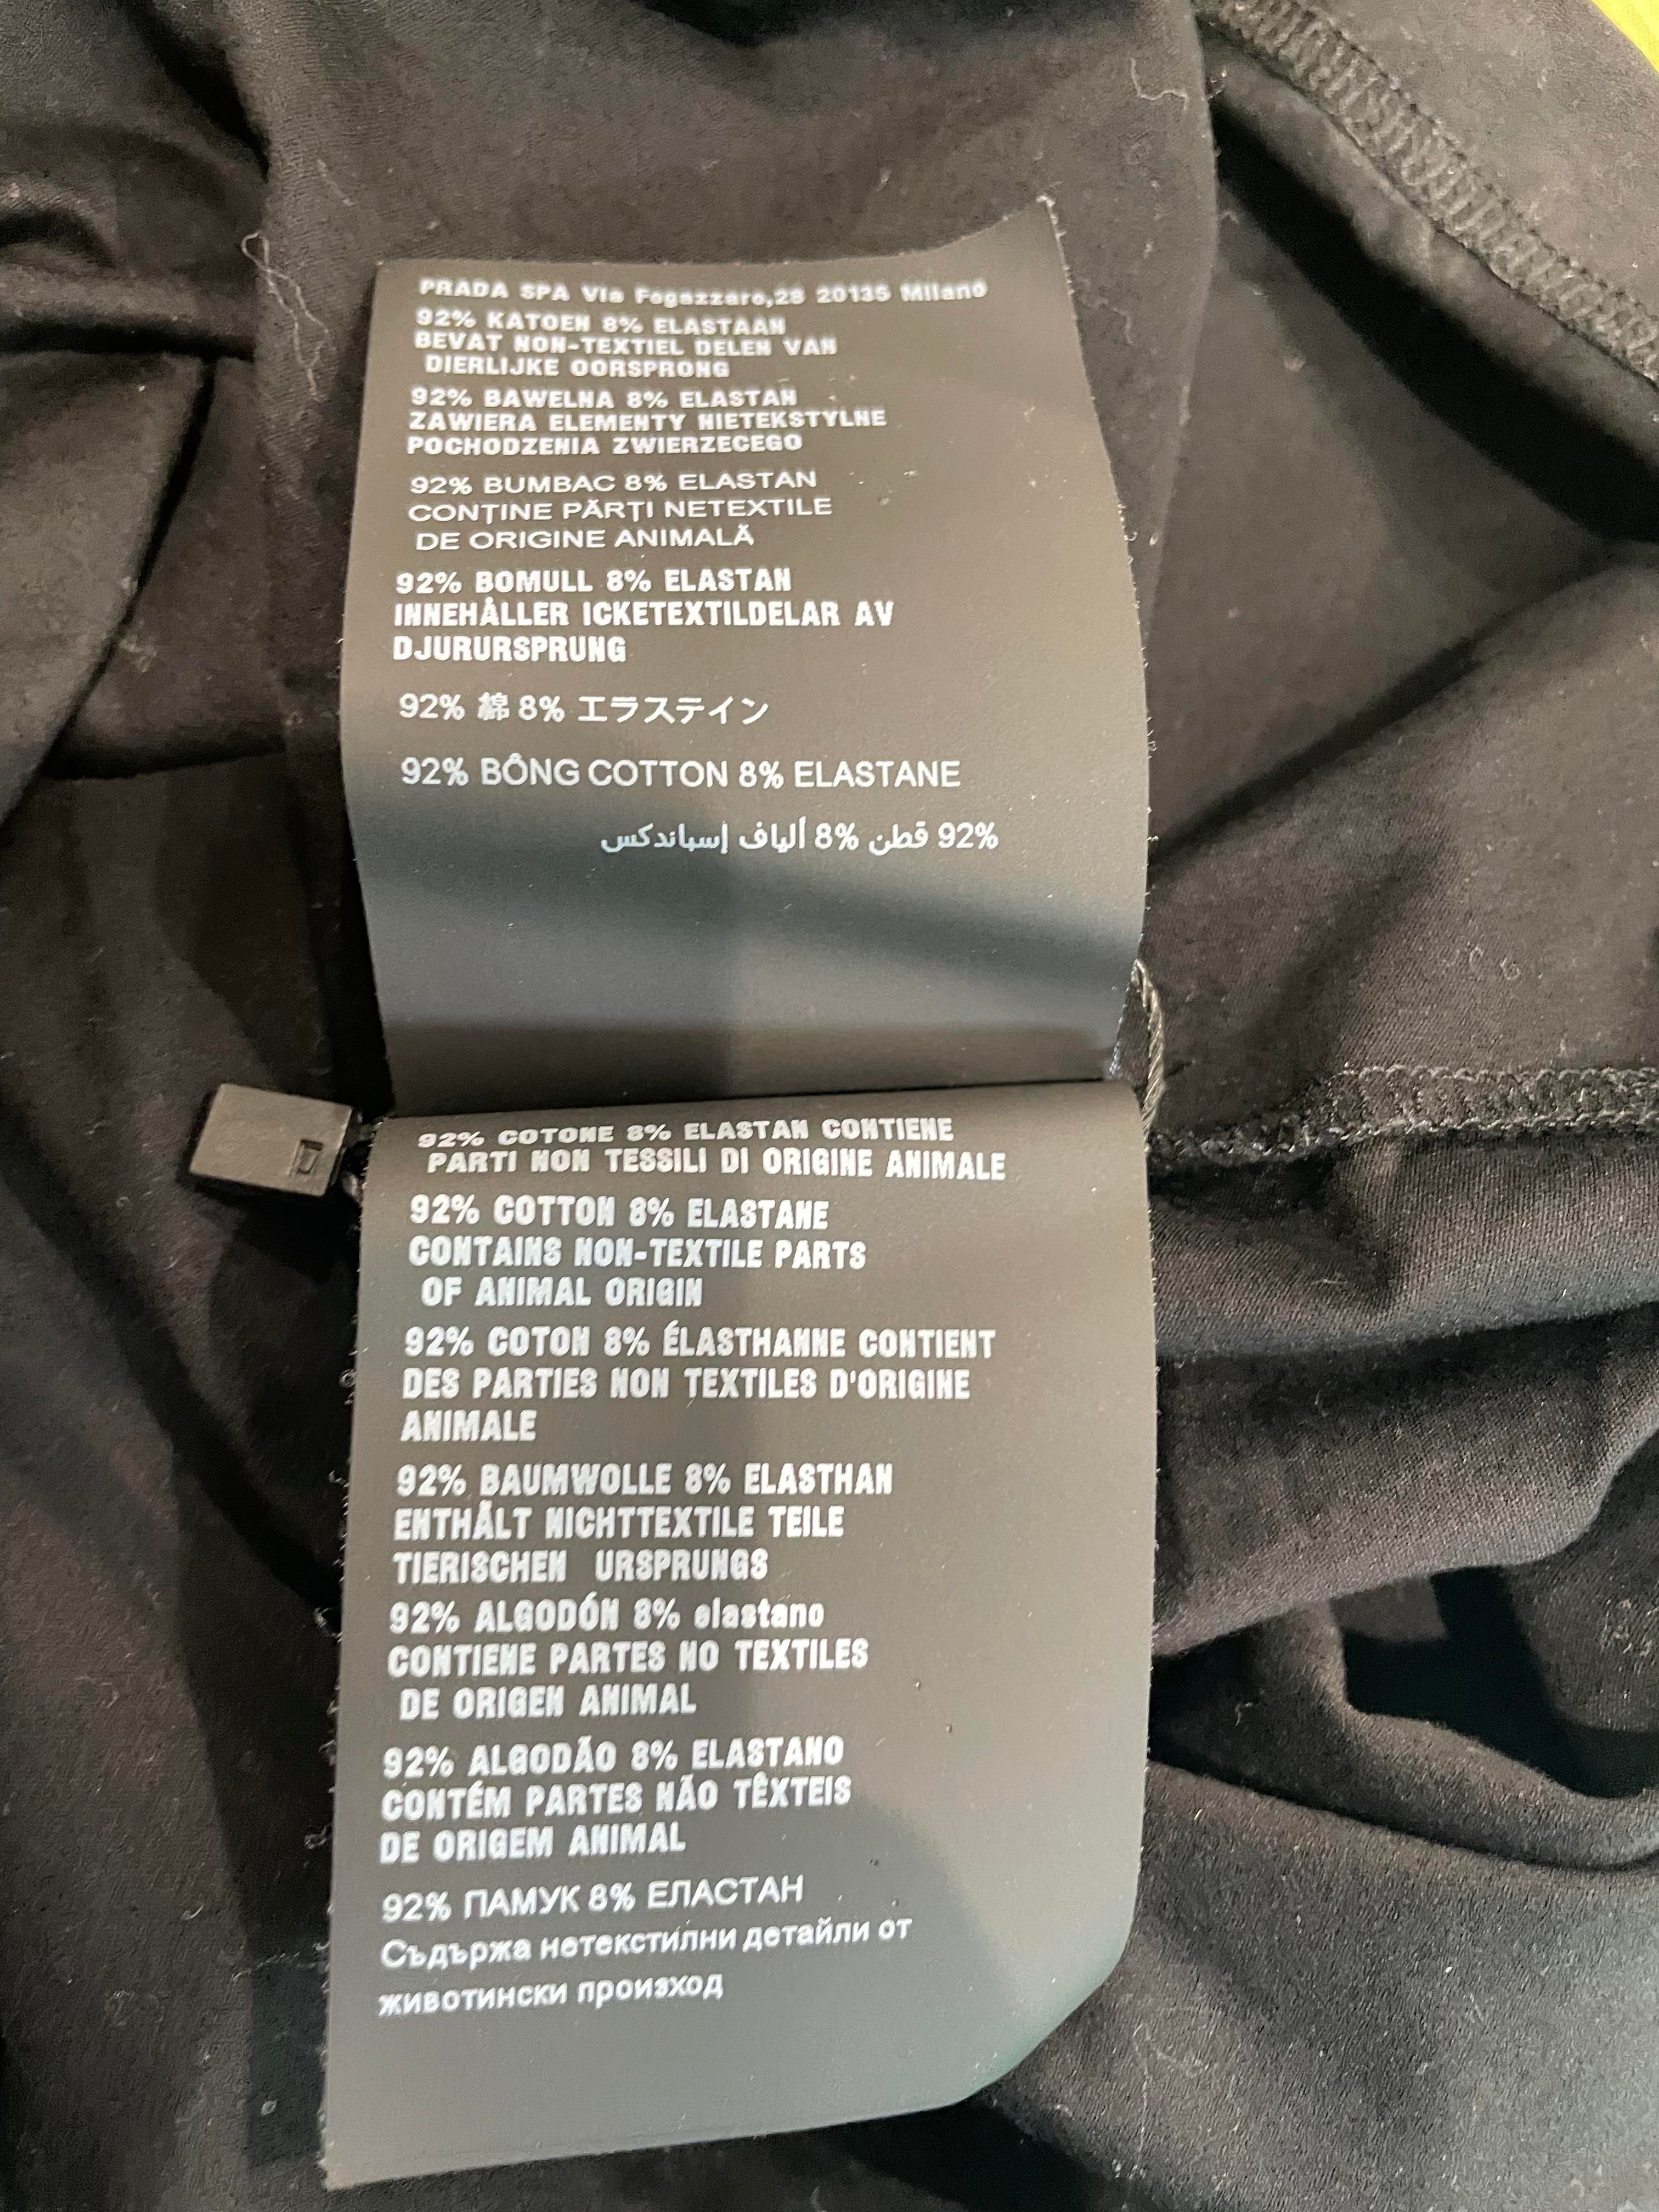 PRADA SPA Via Fogazzaro,28 20135 Milano
92% KATOEN 8% ELASTAAN
BEVAT NON-TEXTIEL DELEN VAN
DIERLIJKE OORSPRONG
92% BAWELNA 8% ELASTAN
ZAWIERA ELEMENTY NIETEKSTYLNE
POCHODZENIA ZWIERZECEGO
92% BUMBAC 8% ELASTAN
CONȚINE PĂRȚI NETEXTILE
DE ORIGINE ANIMALĂ
92% BOMULL 8% ELASTAN
INNEHÅLLER ICKETEXTILDELAR AV
DJURURSPRUNG
92% 綿 8% エラステイン
92% BÔNG COTTON 8% ELASTANE
92% قطن 8% ألياف إسباندكس
92% COTONE 8% ELASTAN CONTIENE
PARTI NON TESSILI DI ORIGINE ANIMALE
92% COTTON 8% ELASTANE
CONTAINS NON-TEXTILE PARTS
OF ANIMAL ORIGIN
92% COTON 8% ÉLASTHANNE CONTIENT
DES PARTIES NON TEXTILES D'ORIGINE
ANIMALE
92% BAUMWOLLE 8% ELASTHAN
ENTHÅLT NICHTTEXTILE TEILE
TIERISCHEN URSPRUNGS
92% ALGODÓN 8% elastano
CONTIENE PARTES NO TEXTILES
DE ORIGEN ANIMAL
92% ALGODÃO 8% ELASTANO
CONTÉM PARTES NÃO TÊXTEIS
DE ORIGEM ANIMAL
92% ПАМУК 8% ЕЛАСТАН
Съдържа нетекстилни детайли от
животински произход